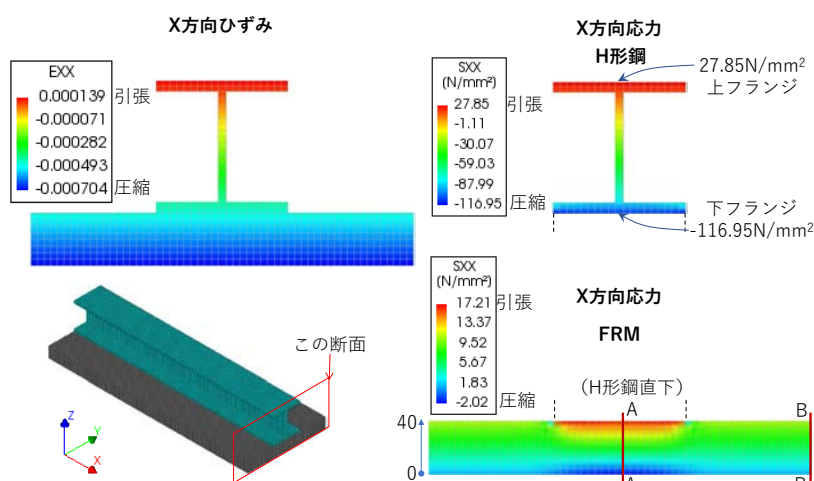 X方向ひずみ
EXX
0.000139
-0.000071
-0.000282
-0.000493
-0.000704
引張
圧縮
X方向応力
H形鋼
SXX
(N/mm²)
27.85
-1.11
-30.07
-59.03
-87.99
-116.95
引張
圧縮
27.85N/mm²
上フランジ
下フランジ
-116.95N/mm²
この断面
Z
Y
X
SXX
(N/mm²)
17.21
13.37
9.52
5.67
1.83
-2.02
引張
圧縮
X方向応力
FRM
(H形鋼直下)
A
B
40
0
A
B